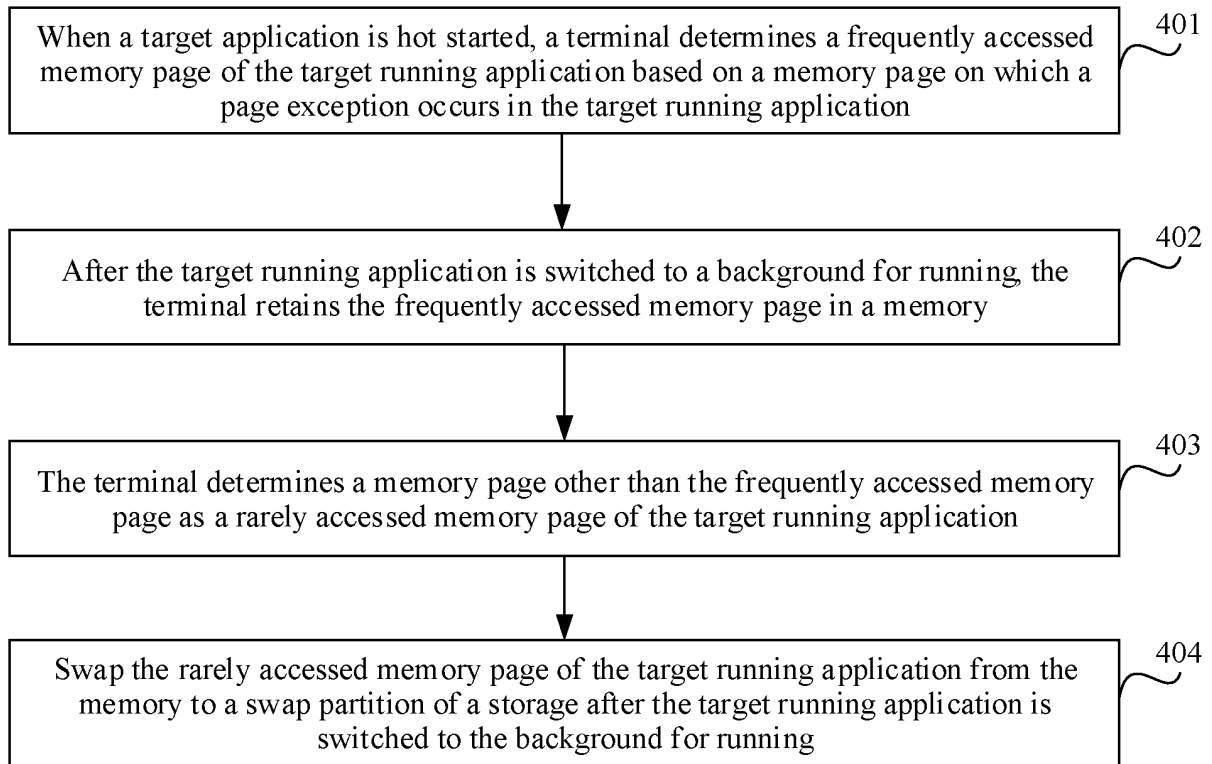 When a target application is hot started, a terminal determines a frequently accessed
memory page of the target running application based on a memory page on which a
page exception occurs in the target running application
401
After the target running application is switched to a background for running, the
terminal retains the frequently accessed memory page in a memory
402
The terminal determines a memory page other than the frequently accessed memory
page as a rarely accessed memory page of the target running application
403
Swap the rarely accessed memory page of the target running application from the
memory to a swap partition of a storage after the target running application is
switched to the background for running
404